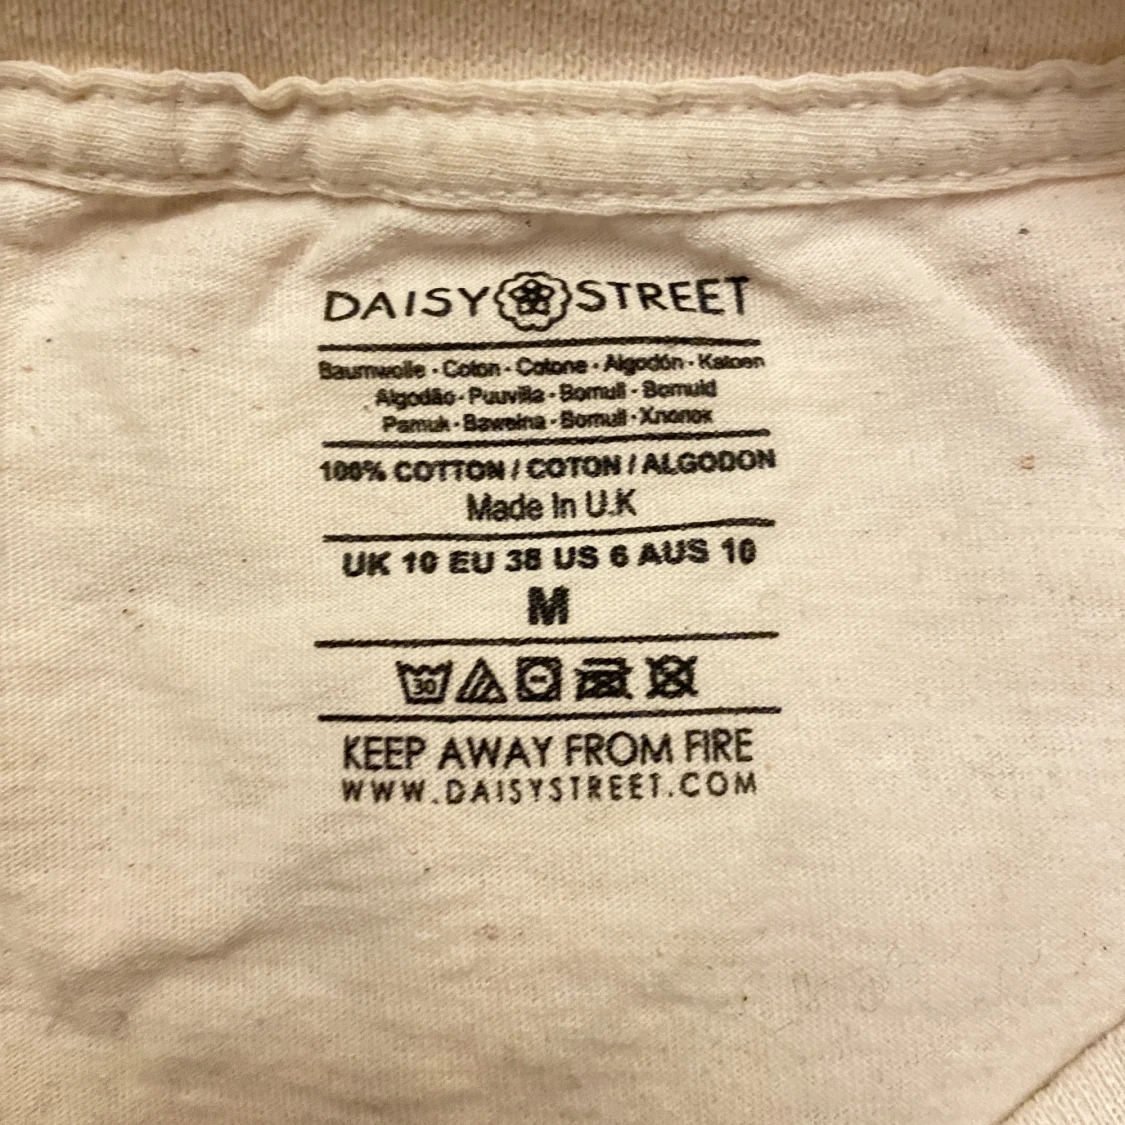 DAISY STREET
Baumwolle · Coton · Cotone · Algodón · Katoen
Algodão · Puuvilla · Bomull · Bomuld
Pamuk · Bawełna · Bomull · Хлопок
100% COTTON / COTON / ALGODON
Made In U.K
UK 10 EU 38 US 6 AUS 10
M
30
KEEP AWAY FROM FIRE
WWW.DAISYSTREET.COM